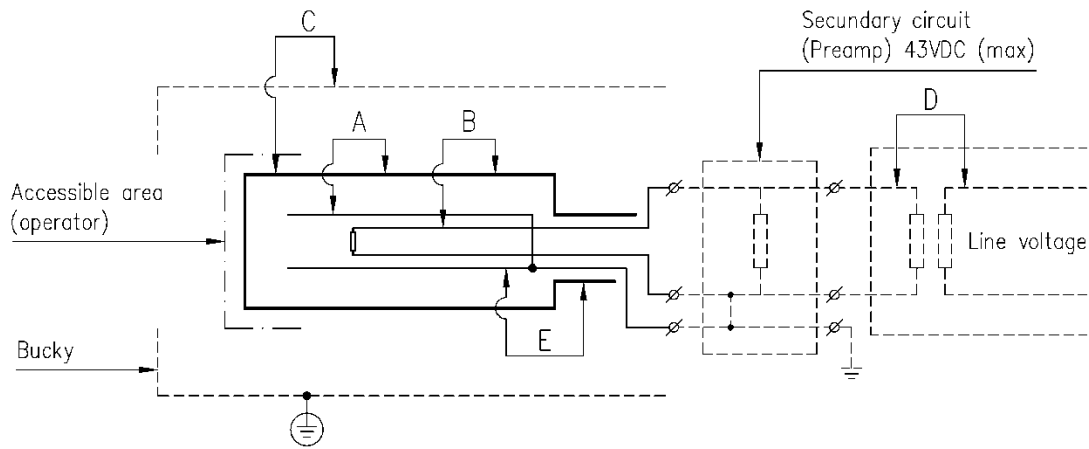 C
Secundary circuit
(Preamp) 43VDC (max)
D
A
B
Accessible area
(operator)
Line voltage
E
Bucky